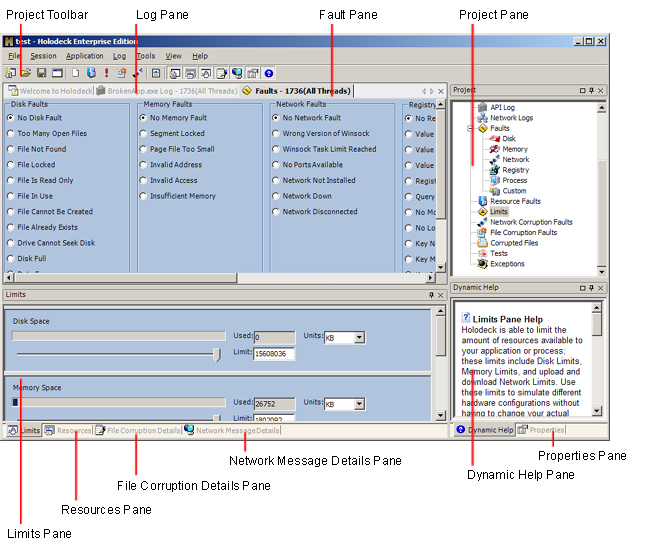 Project Toolbar
Log Pane
Fault Pane
Project Pane
test - Holodeck Enterprise Edition
File Session Application Log Tools View Help
Welcome to Holodeck
BrokenApp.exe Log - 1736(All Threads)
Faults - 1736(All Threads)
Disk Faults
No Disk Fault
Too Many Open Files
File Not Found
File Locked
File Is Read Only
File In Use
File Cannot Be Created
File Already Exists
Drive Cannot Seek Disk
Disk Full
Memory Faults
No Memory Fault
Segment Locked
Page File Too Small
Invalid Address
Invalid Access
Insufficient Memory
Network Faults
No Network Fault
Wrong Version of Winsock
Winsock Task Limit Reached
No Ports Available
Network Not Installed
Network Down
Network Disconnected
Registry
No Re
Value
Value
Value
Regist
Query
No Mo
No Lo
Key N
Key M
Project
API Log
Network Logs
Faults
Disk
Memory
Network
Registry
Process
Custom
Resource Faults
Limits
Network Corruption Faults
File Corruption Faults
Corrupted Files
Tests
Exceptions
Limits
Disk Space
Used: 0 Units: KB
Limit: 15608036
Memory Space
Used: 26752 Units: KB
Limit: 1802092
Dynamic Help
Limits Pane Help
Holodeck is able to limit the
amount of resources available to
your application or process;
these limits include Disk Limits,
Memory Limits, and upload and
download Network Limits. Use
these limits to simulate different
hardware configurations without
having to change your actual
Limits
Resources
File Corruption Details
Network Message Details
Dynamic Help
Properties
Properties Pane
Network Message Details Pane
Dynamic Help Pane
File Corruption Details Pane
Resources Pane
Limits Pane